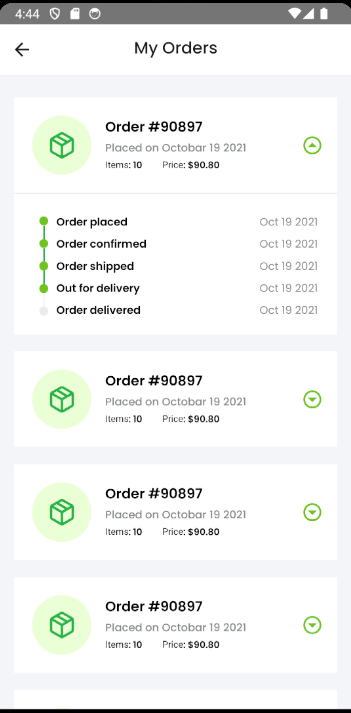 4:44
My Orders
Order #90897
Placed on Octobar 19 2021
Items: 10 Price: $90.80
Order placed Oct 19 2021
Order confirmed Oct 19 2021
Order shipped Oct 19 2021
Out for delivery Oct 19 2021
Order delivered Oct 19 2021
Order #90897
Placed on Octobar 19 2021
Items: 10 Price: $90.80
Order #90897
Placed on Octobar 19 2021
Items: 10 Price: $90.80
Order #90897
Placed on Octobar 19 2021
Items: 10 Price: $90.80